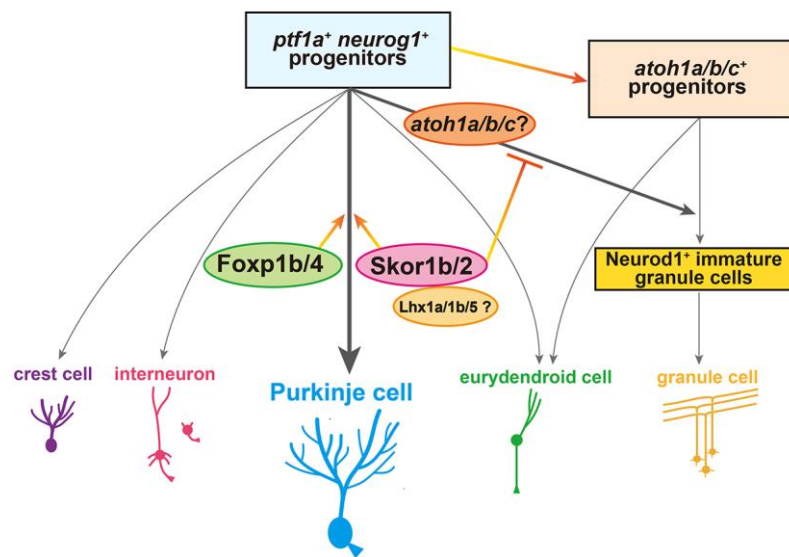 ptf1a⁺ neurog1⁺
progenitors
atoh1a/b/c⁺
progenitors
atoh1a/b/c?
Foxp1b/4
Skor1b/2
Lhx1a/1b/5 ?
Neurod1⁺ immature
granule cells
crest cell
interneuron
Purkinje cell
eurydendroid cell
granule cell